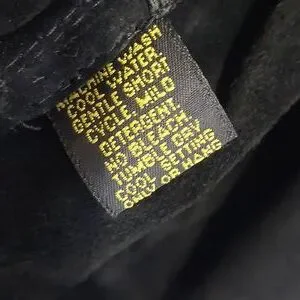 MACHINE WASH
COOL WATER
GENTLE SHORT
CYCLE. MILD
DETERGENT
NO BLEACH.
TUMBLE DRY
COOL SETTING
ONLY OR HANG